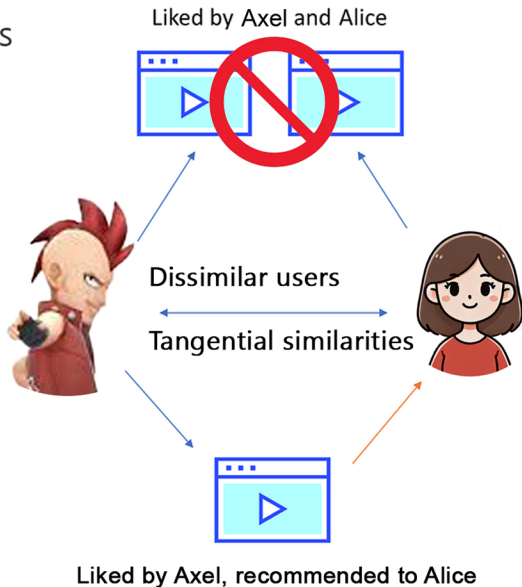 s
Liked by Axel and Alice
Dissimilar users
Tangential similarities
Liked by Axel, recommended to Alice